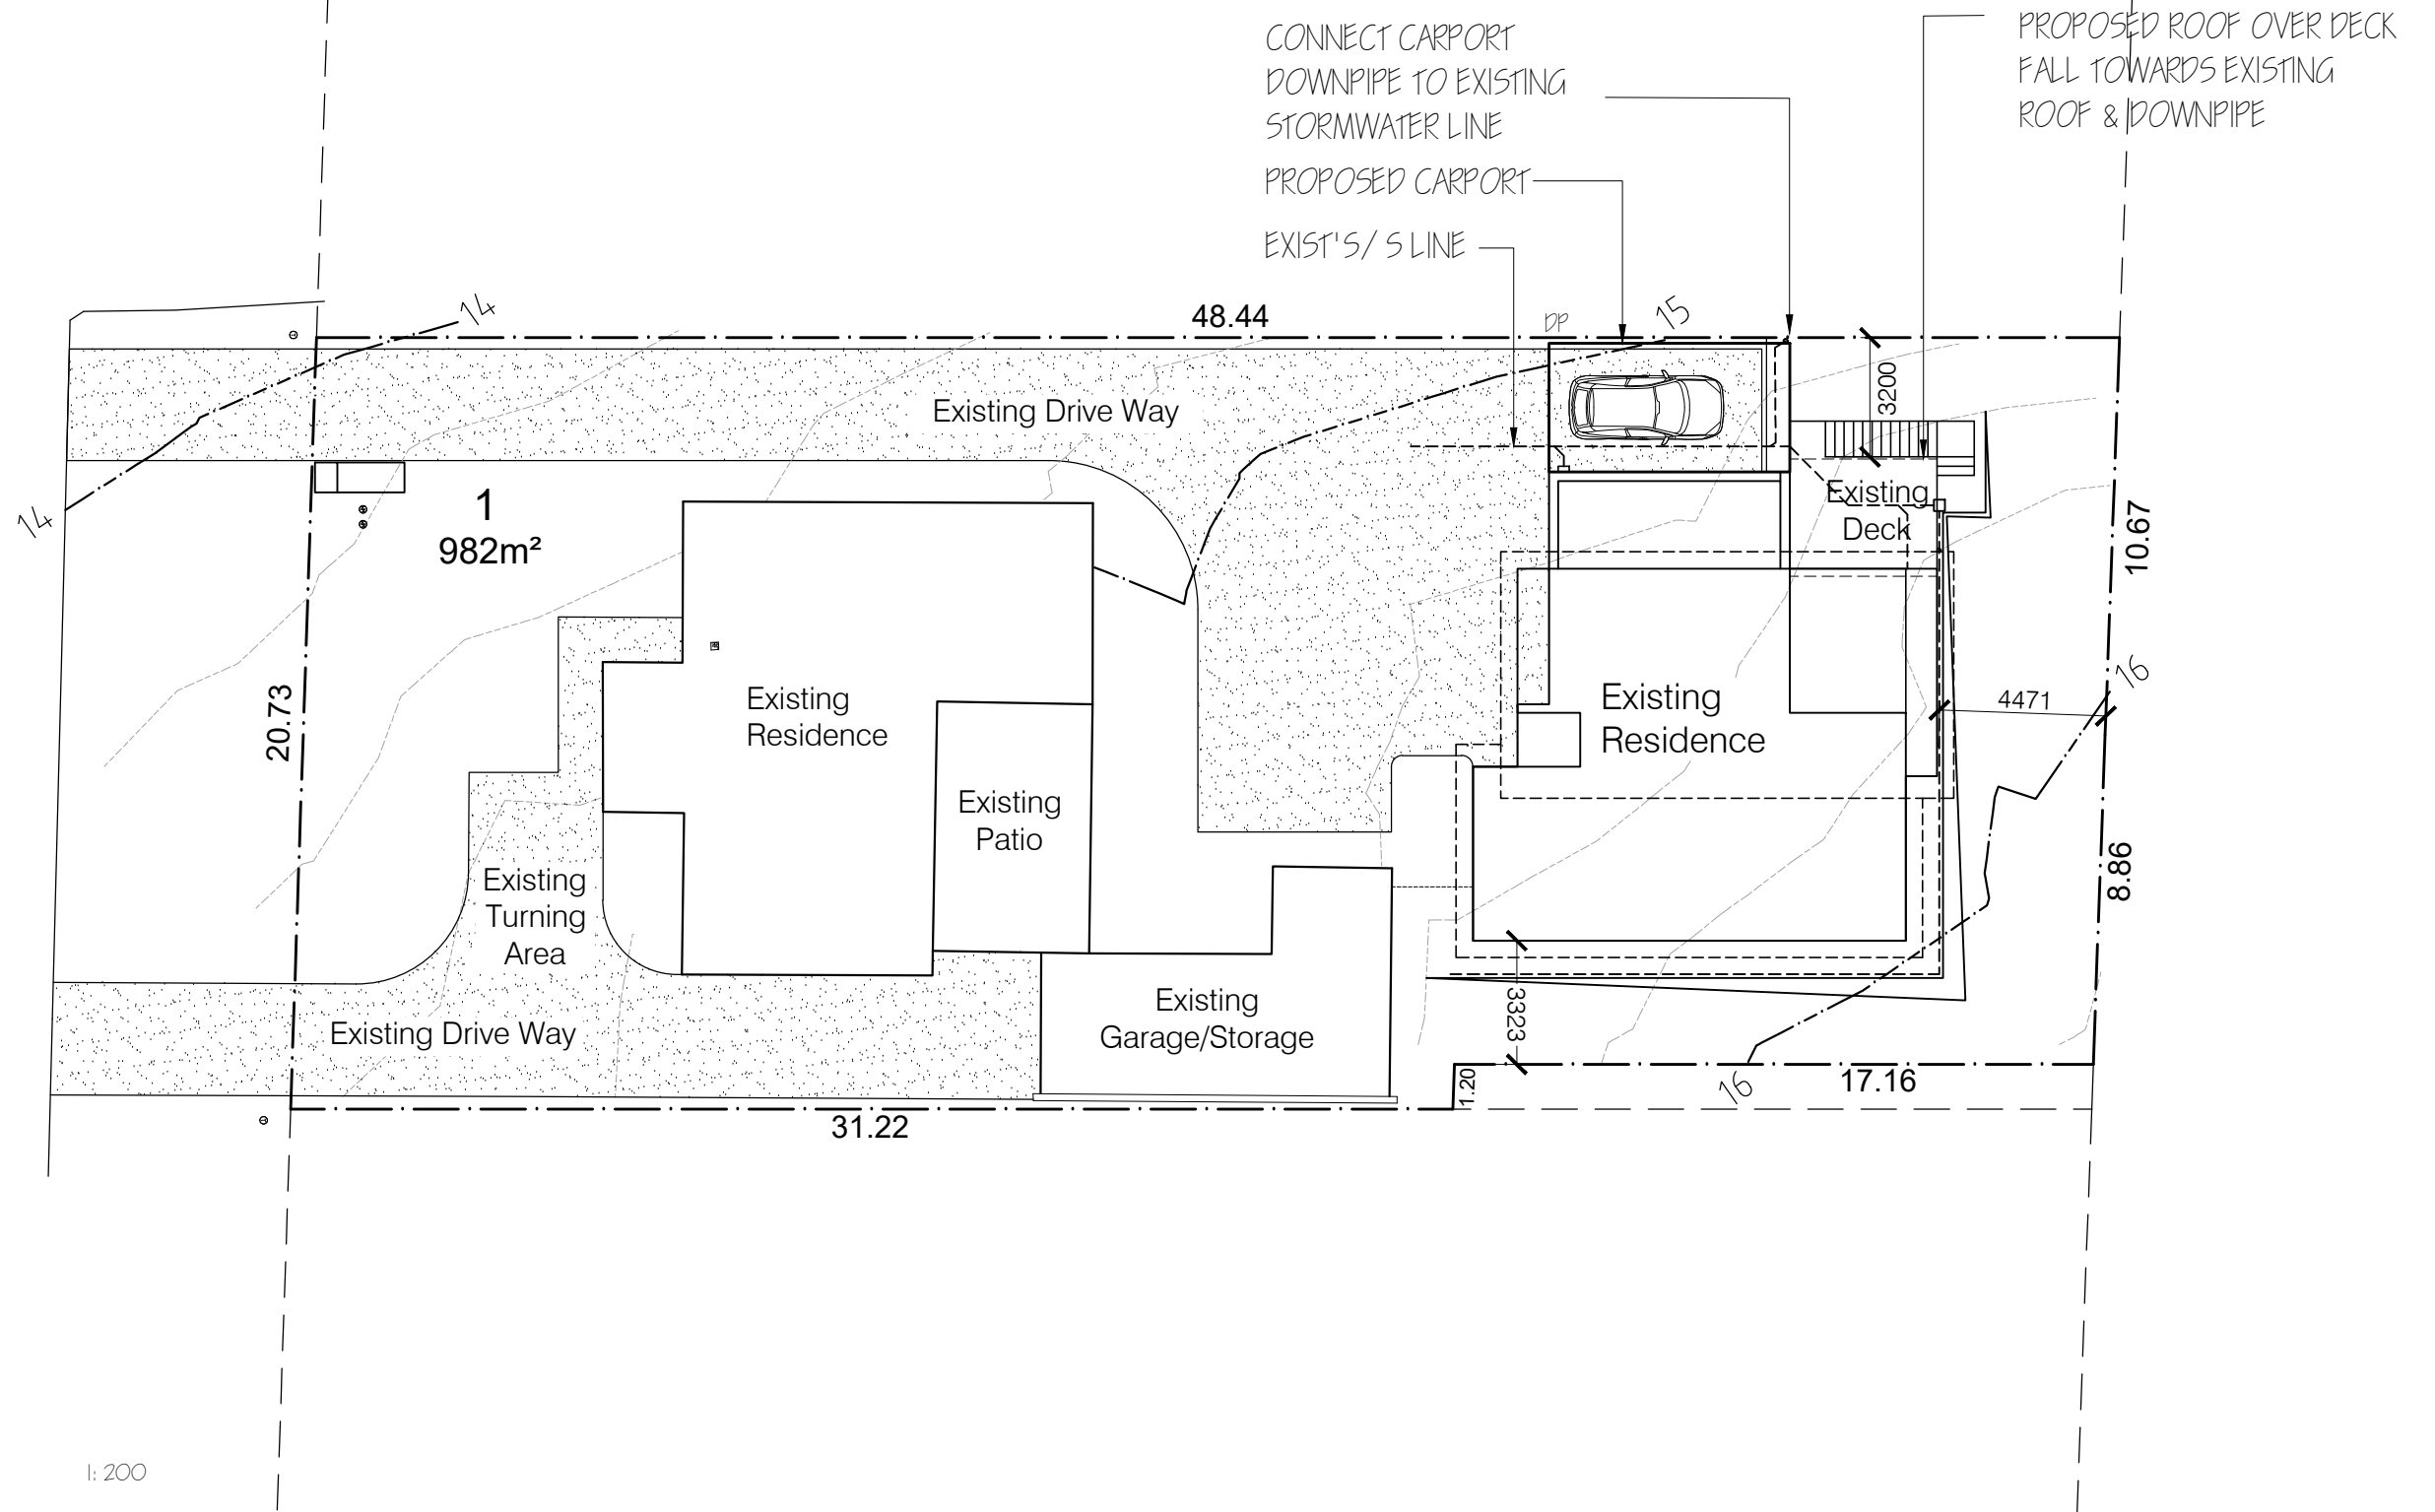 CONNECT CARPORT
DOWNPIPE TO EXISTING
STORMWATER LINE
PROPOSED CARPORT
EXIST'S/ S LINE
PROPOSED ROOF OVER DECK
FALL TOWARDS EXISTING
ROOF & DOWNPIPE
14
48.44
DP
15
3200
Existing Drive Way
14
1
982m²
Existing
Deck
10.67
20.73
Existing
Residence
Existing
Residence
16
4471
Existing
Patio
Existing
Turning
Area
8.86
Existing Drive Way
Existing
Garage/Storage
3323
1.20
16
17.16
31.22
1: 200